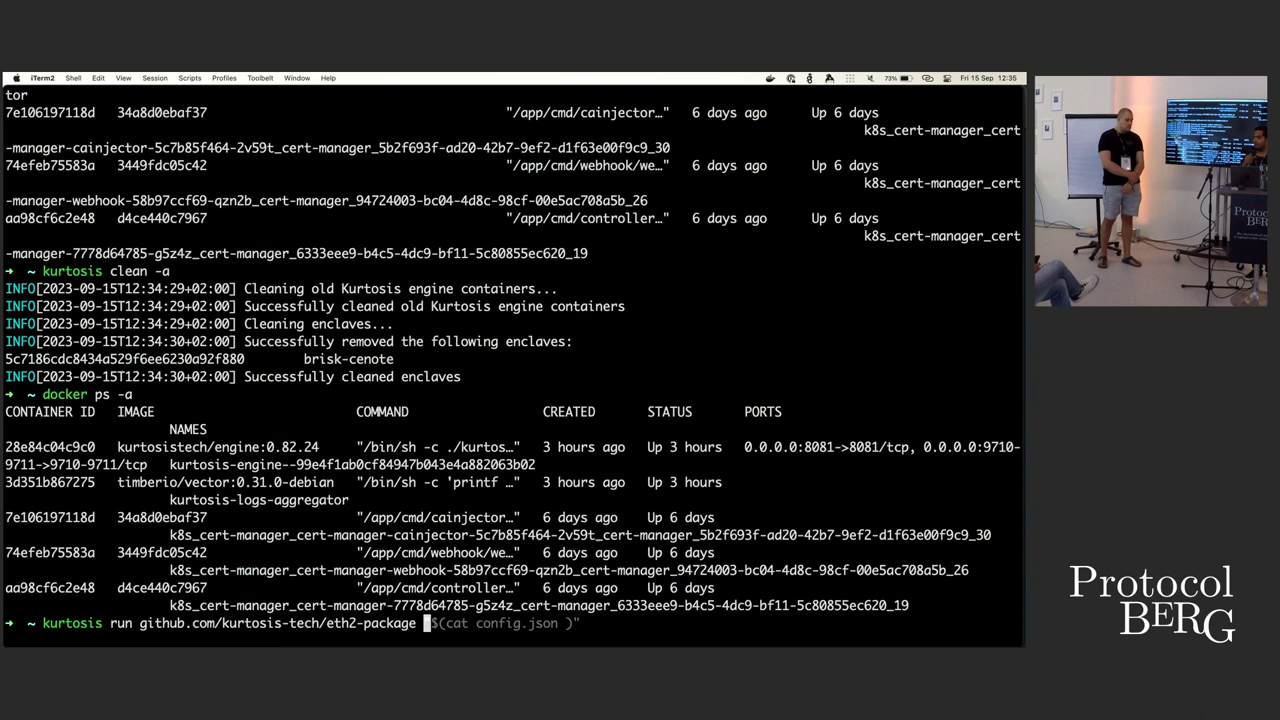 iTerm2 Shell Edit View Session Scripts Profiles Toolbelt Window Help 73% Fri 15 Sep 12:35
tor
7e106197118d 34a8d0ebaf37 "/app/cmd/cainjector…" 6 days ago Up 6 days
k8s_cert-manager_cert
-manager-cainjector-5c7b85f464-2v59t_cert-manager_5b2f693f-ad20-42b7-9ef2-d1f63e00f9c9_30
74efeb75583a 3449fdc05c42 "/app/cmd/webhook/we…" 6 days ago Up 6 days
k8s_cert-manager_cert
-manager-webhook-58b97ccf69-qzn2b_cert-manager_94724003-bc04-4d8c-98cf-00e5ac708a5b_26
aa98cf6c2e48 d4ce440c7967 "/app/cmd/controller…" 6 days ago Up 6 days
k8s_cert-manager_cert
-manager-7778d64785-g5z4z_cert-manager_6333eee9-b4c5-4dc9-bf11-5c80855ec620_19
➜ ~ kurtosis clean -a
INFO[2023-09-15T12:34:29+02:00] Cleaning old Kurtosis engine containers...
INFO[2023-09-15T12:34:29+02:00] Successfully cleaned old Kurtosis engine containers
INFO[2023-09-15T12:34:29+02:00] Cleaning enclaves...
INFO[2023-09-15T12:34:30+02:00] Successfully removed the following enclaves:
5c7186cdc8434a529f6ee6230a92f880 brisk-cenote
INFO[2023-09-15T12:34:30+02:00] Successfully cleaned enclaves
➜ ~ docker ps -a
CONTAINER ID IMAGE COMMAND CREATED STATUS PORTS
NAMES
28e84c04c9c0 kurtosistech/engine:0.82.24 "/bin/sh -c ./kurtos…" 3 hours ago Up 3 hours 0.0.0.0:8081->8081/tcp, 0.0.0.0:9710-
9711->9710-9711/tcp kurtosis-engine--99e4f1ab0cf84947b043e4a882063b02
3d351b867275 timberio/vector:0.31.0-debian "/bin/sh -c 'printf …" 3 hours ago Up 3 hours
kurtosis-logs-aggregator
7e106197118d 34a8d0ebaf37 "/app/cmd/cainjector…" 6 days ago Up 6 days
k8s_cert-manager_cert-manager-cainjector-5c7b85f464-2v59t_cert-manager_5b2f693f-ad20-42b7-9ef2-d1f63e00f9c9_30
74efeb75583a 3449fdc05c42 "/app/cmd/webhook/we…" 6 days ago Up 6 days
k8s_cert-manager_cert-manager-webhook-58b97ccf69-qzn2b_cert-manager_94724003-bc04-4d8c-98cf-00e5ac708a5b_26
aa98cf6c2e48 d4ce440c7967 "/app/cmd/controller…" 6 days ago Up 6 days
k8s_cert-manager_cert-manager-7778d64785-g5z4z_cert-manager_6333eee9-b4c5-4dc9-bf11-5c80855ec620_19
➜ ~ kurtosis run github.com/kurtosis-tech/eth2-package $(cat config.json )"
Protocol
BERG
Protocol
BERG